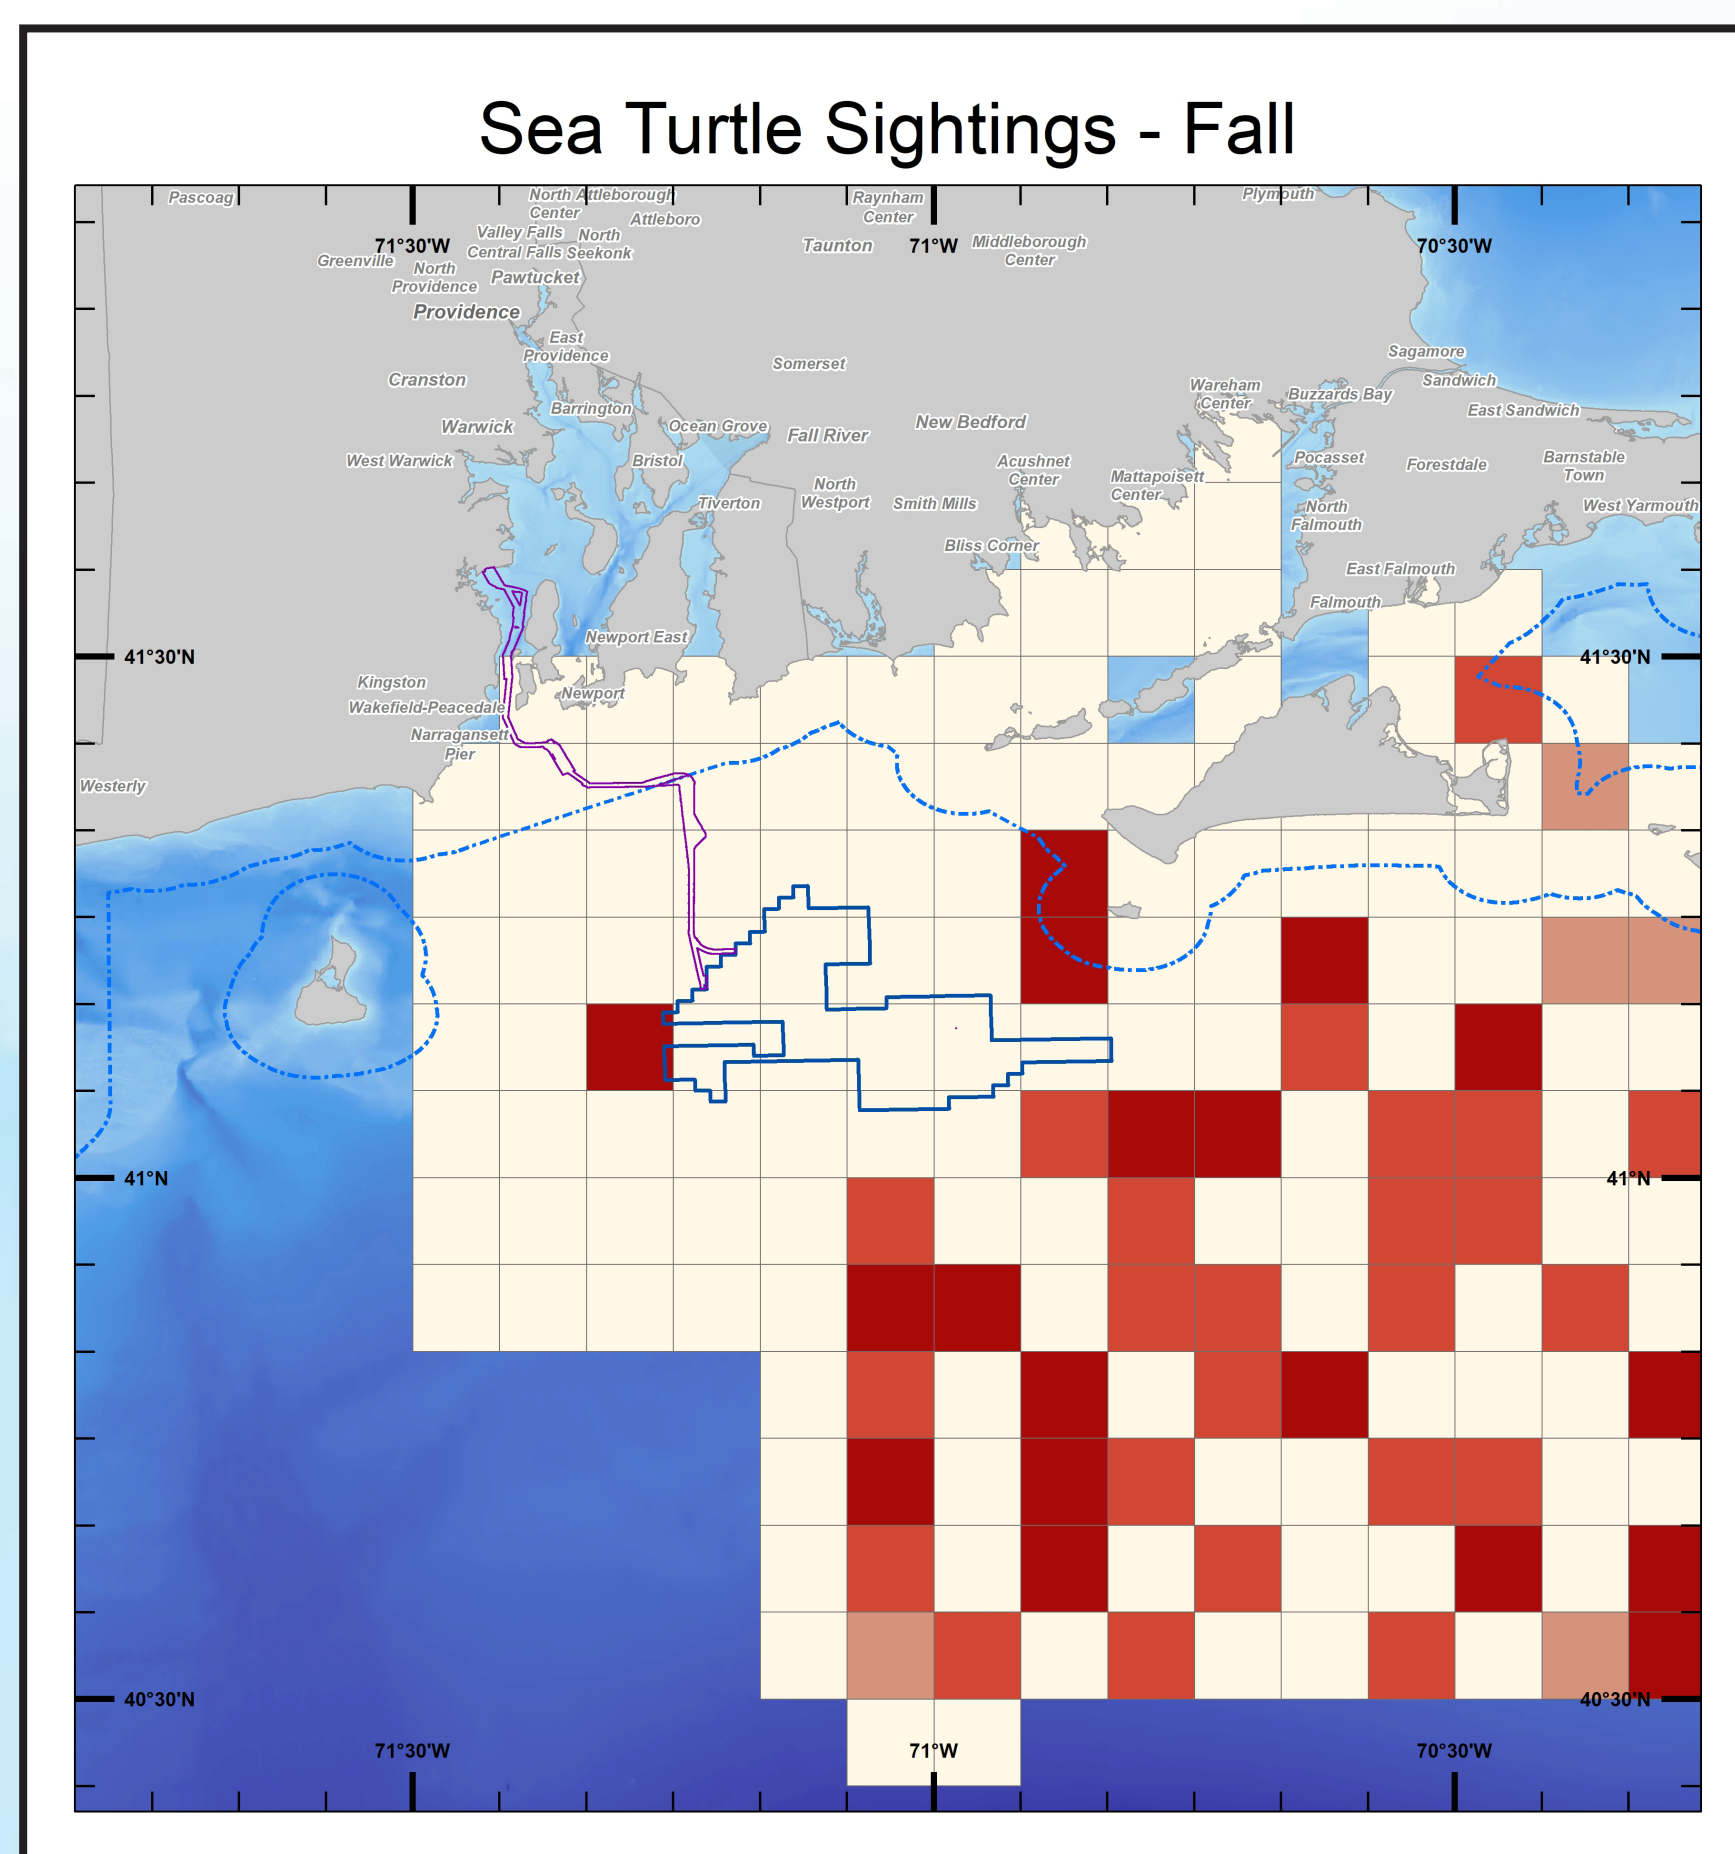 Sea Turtle Sightings - Fall
Pascoag
North Attleborough
Center
Attleboro
Raynham
Center
Plymouth
Valley Falls
North
Seekonk
Central Falls
71°30'W
71°W
70°30'W
Taunton
Middleborough
Center
Greenville
North
Providence
Pawtucket
Providence
East
Providence
Somerset
Sagamore
Cranston
Wareham
Center
Buzzards Bay
Sandwich
East Sandwich
Barrington
Warwick
Ocean Grove
Fall River
New Bedford
West Warwick
Bristol
Acushnet
Center
Pocasset
Forestdale
Barnstable
Town
Mattapoisett
Center
Tiverton
North
Westport
Smith Mills
North
Falmouth
West Yarmouth
Bliss Corner
East Falmouth
Falmouth
Newport East
41°30'N
41°30'N
Kingston
Newport
Wakefield-Peacedale
Narragansett
Pier
Westerly
41°N
41°N
40°30'N
40°30'N
71°30'W
71°W
70°30'W